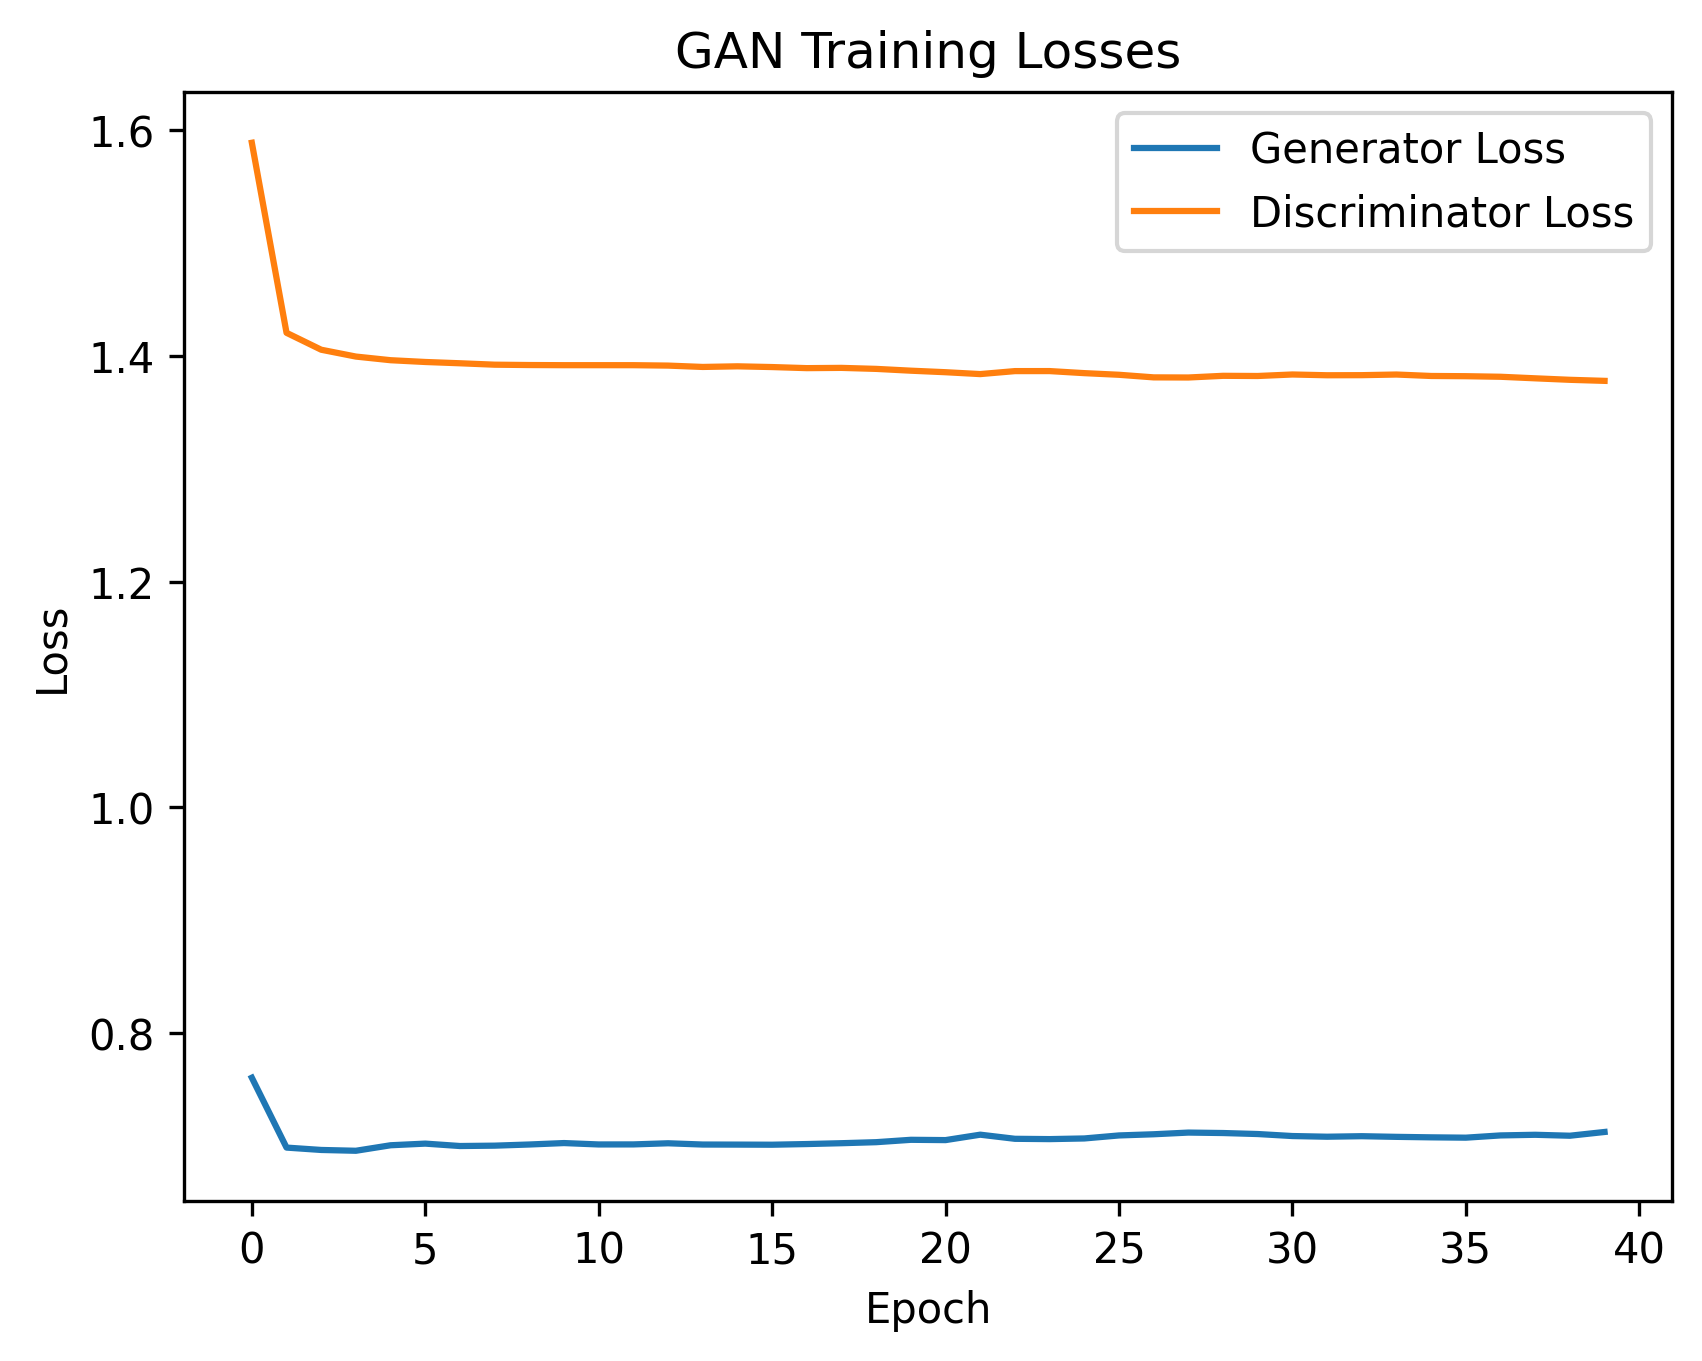 GAN Training Losses
Generator Loss
Discriminator Loss
1.6
1.4
1.2
1.0
0.8
Loss
0 5 10 15 20 25 30 35 40
Epoch